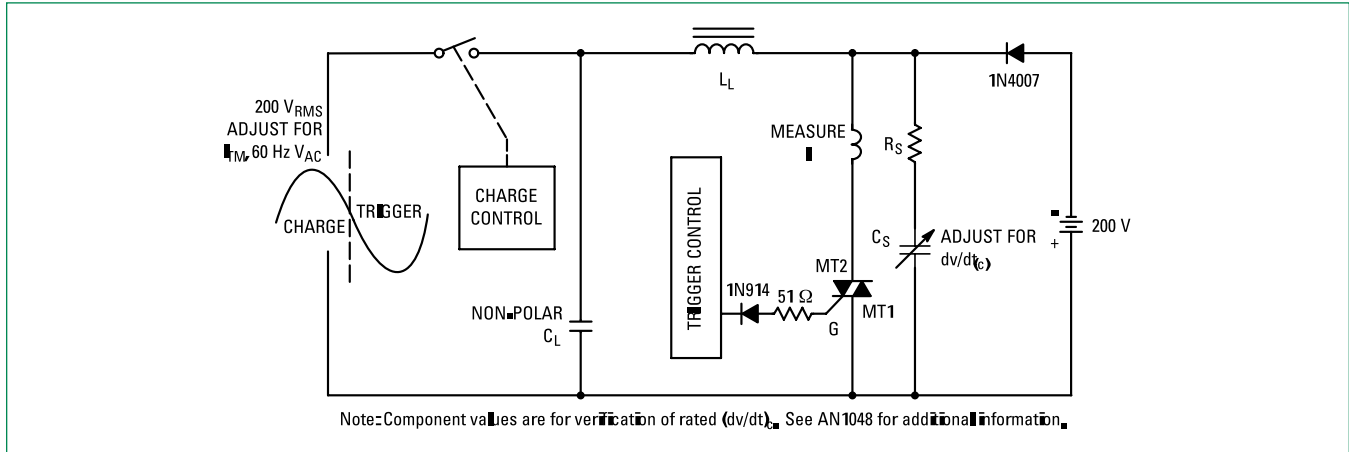 200 VRMS
ADJUST FOR
ITM, 60 Hz VAC
CHARGE
TRIGGER
CHARGE
CONTROL
NON-POLAR
CL
LL
TRIGGER CONTROL
MEASURE
I
1N914
51 Ω
MT2
MT1
G
RS
CS
ADJUST FOR
dv/dt(c)
1N4007
-
+
200 V
Note: Component values are for verification of rated (dv/dt)c. See AN1048 for additional information.